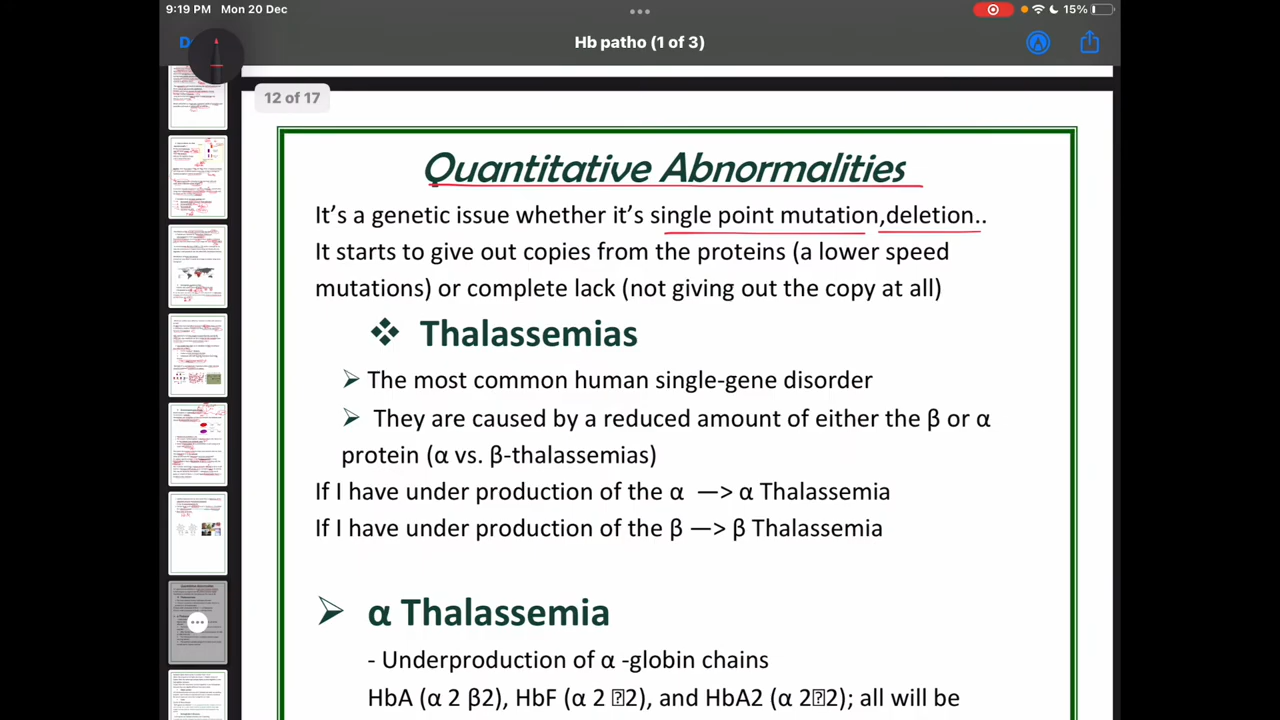 9:19 PM Mon 20 Dec
15%
Hb patho (1 of 3)
12 of 17
Quantitative Abnormalities
It's a genetic issue whether it's single point mutation ,deletion..
It starts to give out copies from the proteins (a lower speed
mutations) or complete lack (not giving out the copy at all)
❖ Thalassemias
➢ The most common human single-gene disorder
➢ They are caused by a reduced amount of either the β or α
protein (α vs. β-thalassemias)
If I have under production of the α —> α Thalassemia
If I have under production of the β —> β Thalassemia
➢ α Thalassemia
- Underproduction of α -globin chains
HbA (α 2β2), HbF (α 2 2), and HbA2 (α 2 2); all will be